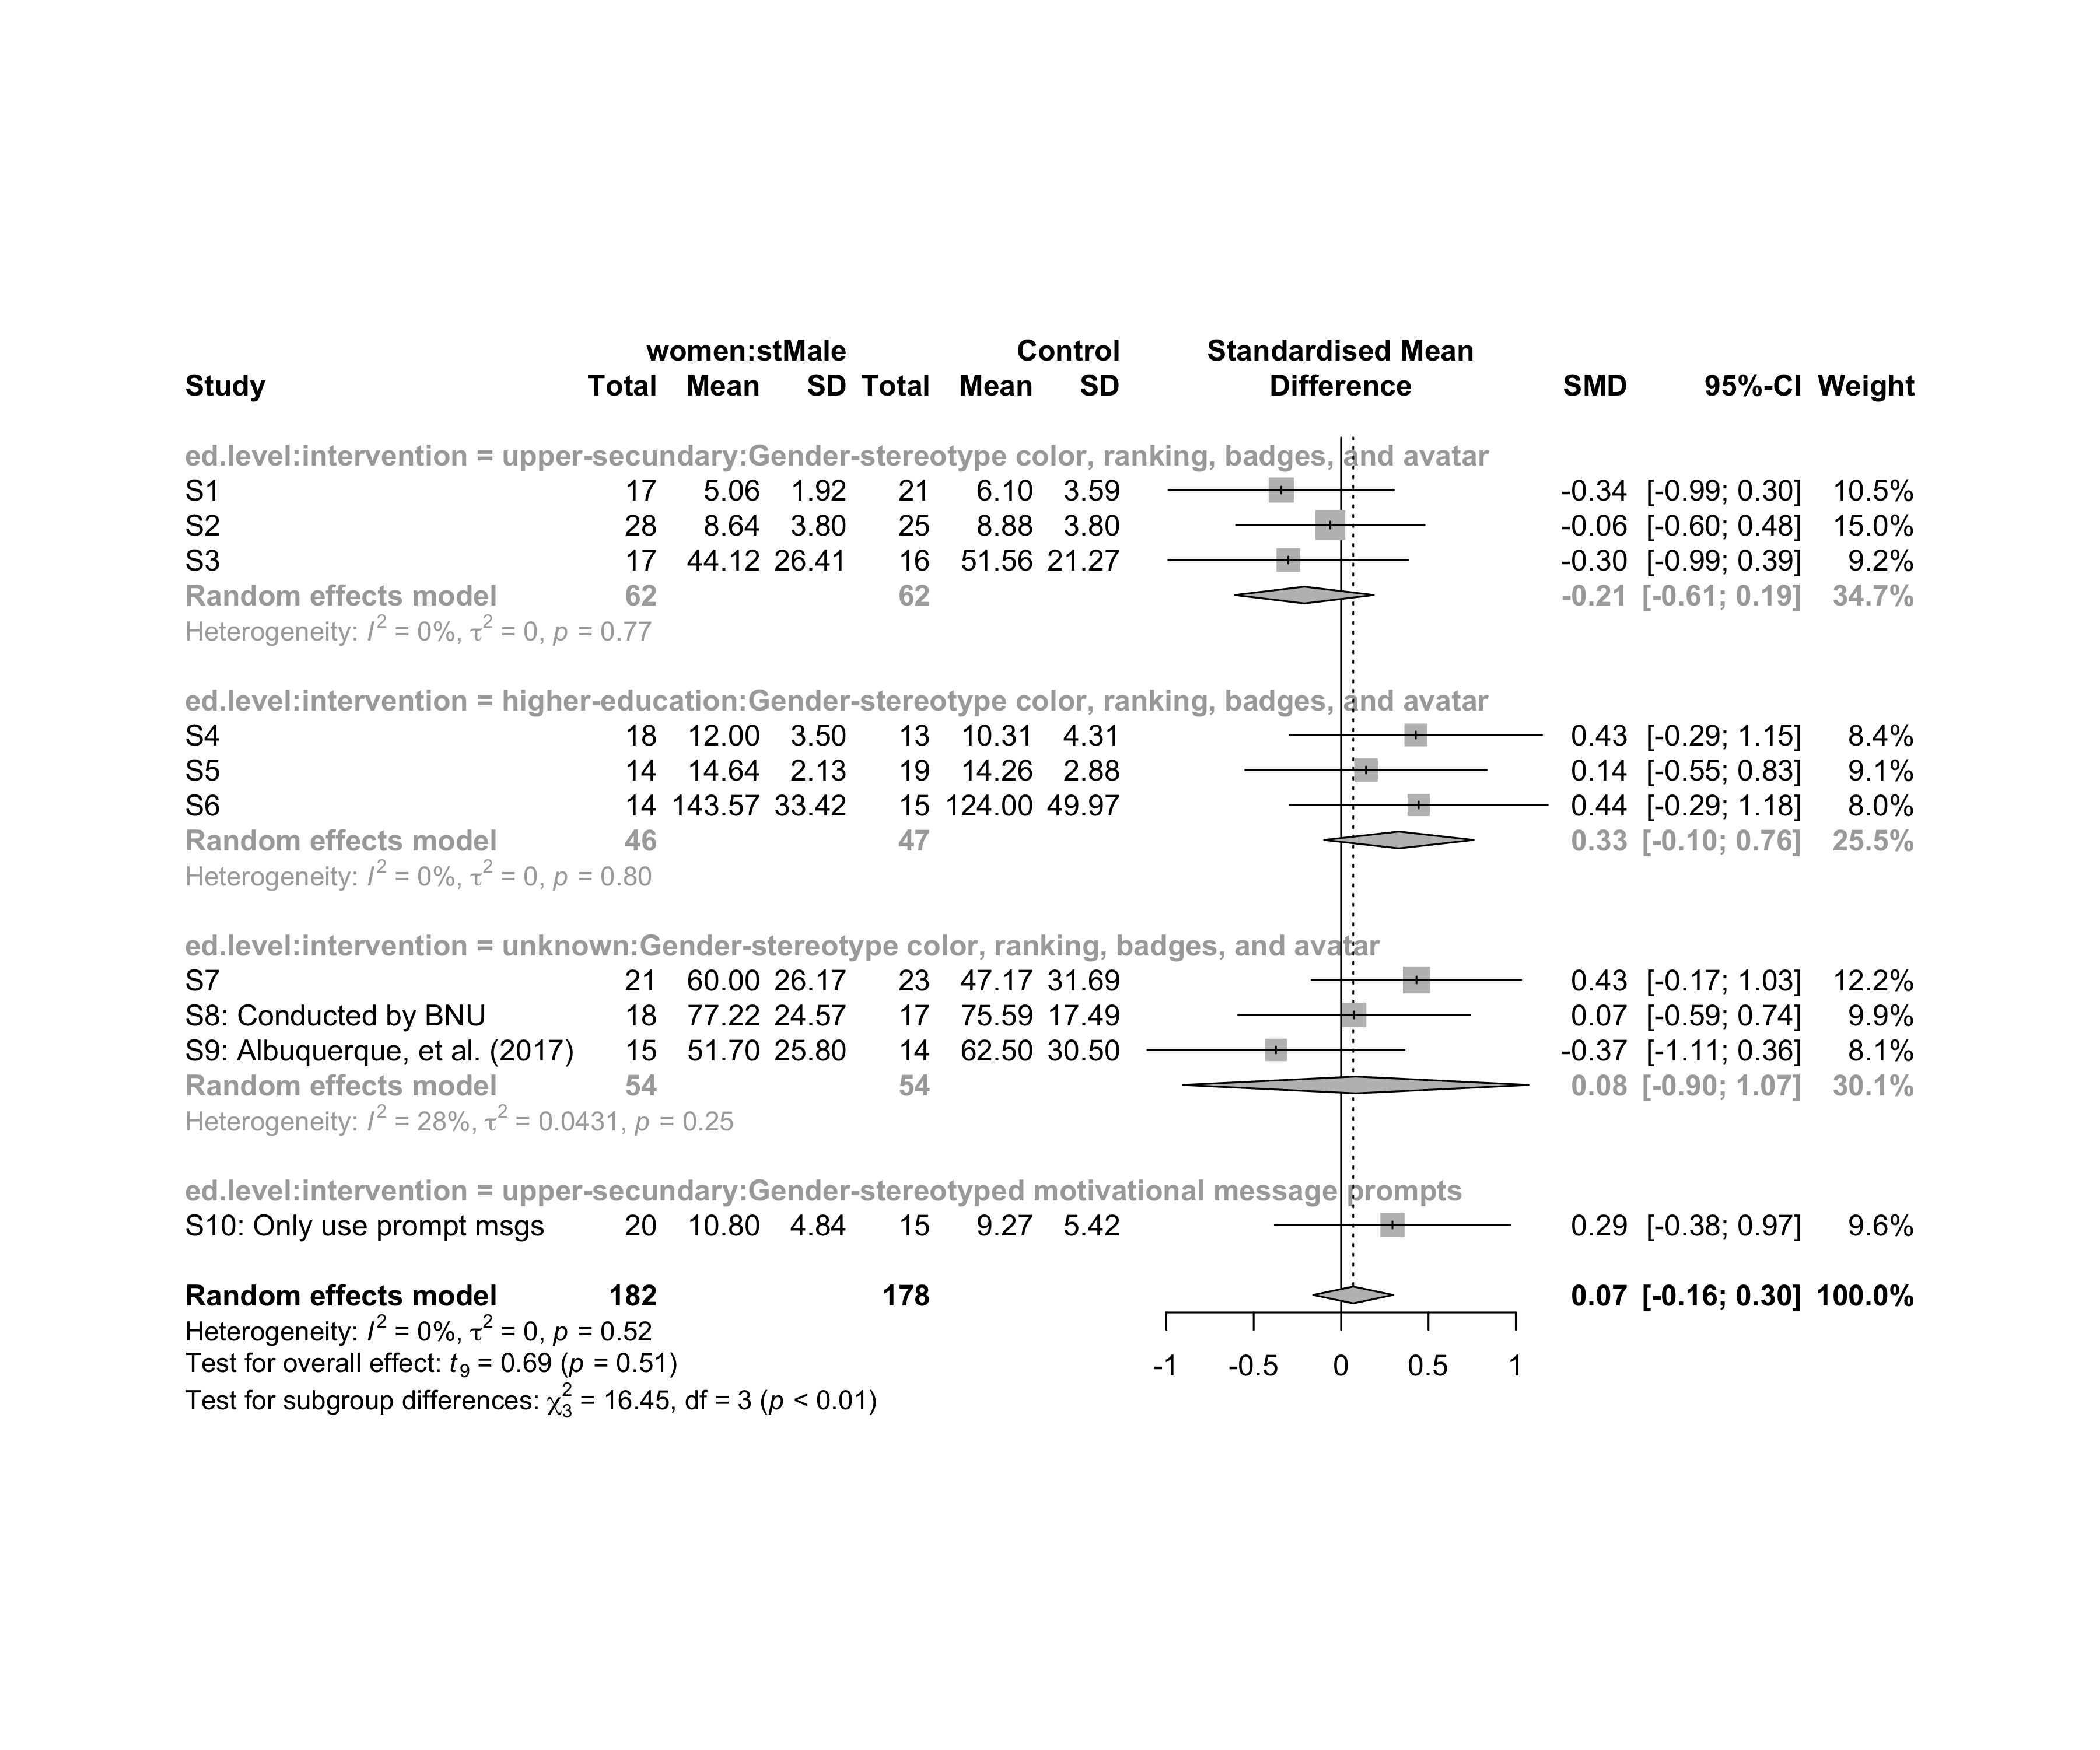 women:stMale Control Standardised Mean
Study Total Mean SD Total Mean SD Difference SMD 95%-CI Weight
ed.level:intervention = upper-secundary:Gender-stereotype color, ranking, badges, and avatar
S1 17 5.06 1.92 21 6.10 3.59 -0.34 [-0.99; 0.30] 10.5%
S2 28 8.64 3.80 25 8.88 3.80 -0.06 [-0.60; 0.48] 15.0%
S3 17 44.12 26.41 16 51.56 21.27 -0.30 [-0.99; 0.39] 9.2%
Random effects model 62 62 -0.21 [-0.61; 0.19] 34.7%
Heterogeneity: I² = 0%, τ² = 0, p = 0.77
ed.level:intervention = higher-education:Gender-stereotype color, ranking, badges, and avatar
S4 18 12.00 3.50 13 10.31 4.31 0.43 [-0.29; 1.15] 8.4%
S5 14 14.64 2.13 19 14.26 2.88 0.14 [-0.55; 0.83] 9.1%
S6 14 143.57 33.42 15 124.00 49.97 0.44 [-0.29; 1.18] 8.0%
Random effects model 46 47 0.33 [-0.10; 0.76] 25.5%
Heterogeneity: I² = 0%, τ² = 0, p = 0.80
ed.level:intervention = unknown:Gender-stereotype color, ranking, badges, and avatar
S7 21 60.00 26.17 23 47.17 31.69 0.43 [-0.17; 1.03] 12.2%
S8: Conducted by BNU 18 77.22 24.57 17 75.59 17.49 0.07 [-0.59; 0.74] 9.9%
S9: Albuquerque, et al. (2017) 15 51.70 25.80 14 62.50 30.50 -0.37 [-1.11; 0.36] 8.1%
Random effects model 54 54 0.08 [-0.90; 1.07] 30.1%
Heterogeneity: I² = 28%, τ² = 0.0431, p = 0.25
ed.level:intervention = upper-secundary:Gender-stereotyped motivational message prompts
S10: Only use prompt msgs 20 10.80 4.84 15 9.27 5.42 0.29 [-0.38; 0.97] 9.6%
Random effects model 182 178 0.07 [-0.16; 0.30] 100.0%
Heterogeneity: I² = 0%, τ² = 0, p = 0.52
Test for overall effect: t₉ = 0.69 (p = 0.51)
-1 -0.5 0 0.5 1
Test for subgroup differences: χ²₃ = 16.45, df = 3 (p < 0.01)